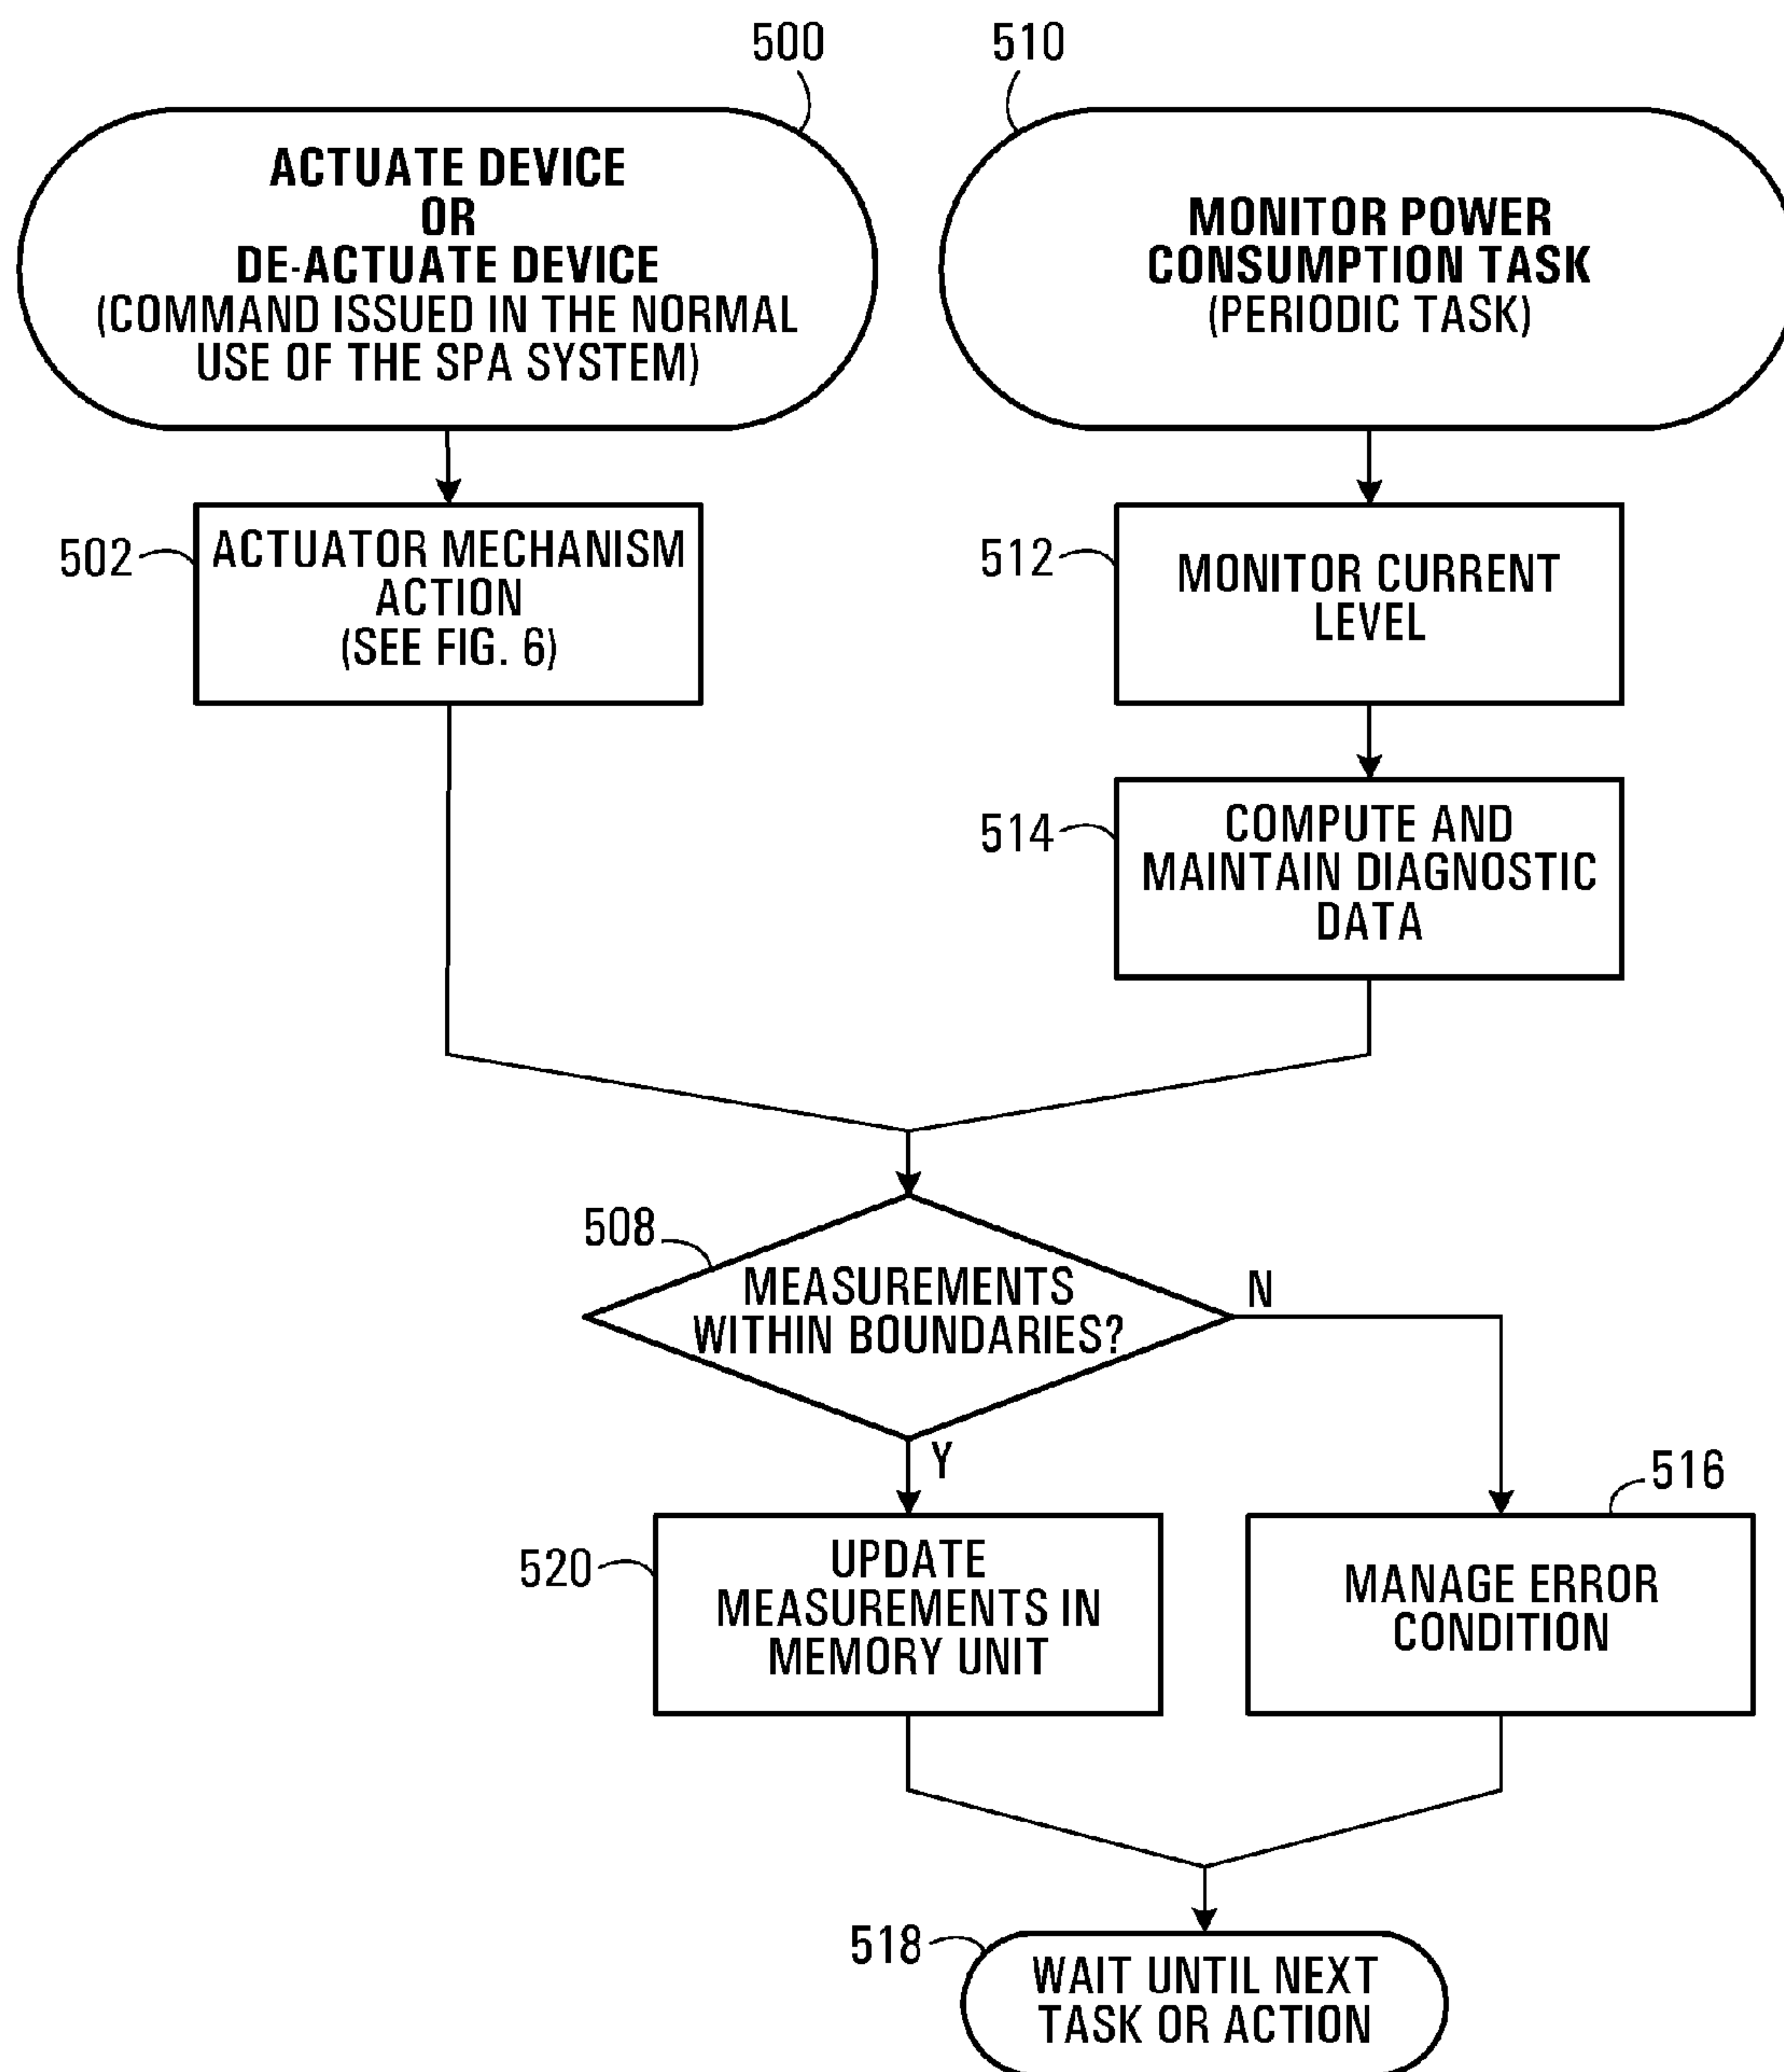 500
ACTUATE DEVICE
OR
DE-ACTUATE DEVICE
(COMMAND ISSUED IN THE NORMAL
USE OF THE SPA SYSTEM)
510
MONITOR POWER
CONSUMPTION TASK
(PERIODIC TASK)
502
ACTUATOR MECHANISM
ACTION
(SEE FIG. 6)
512
MONITOR CURRENT
LEVEL
514
COMPUTE AND
MAINTAIN DIAGNOSTIC
DATA
508
MEASUREMENTS
WITHIN BOUNDARIES?
N
Y
520
UPDATE
MEASUREMENTS IN
MEMORY UNIT
516
MANAGE ERROR
CONDITION
518
WAIT UNTIL NEXT
TASK OR ACTION